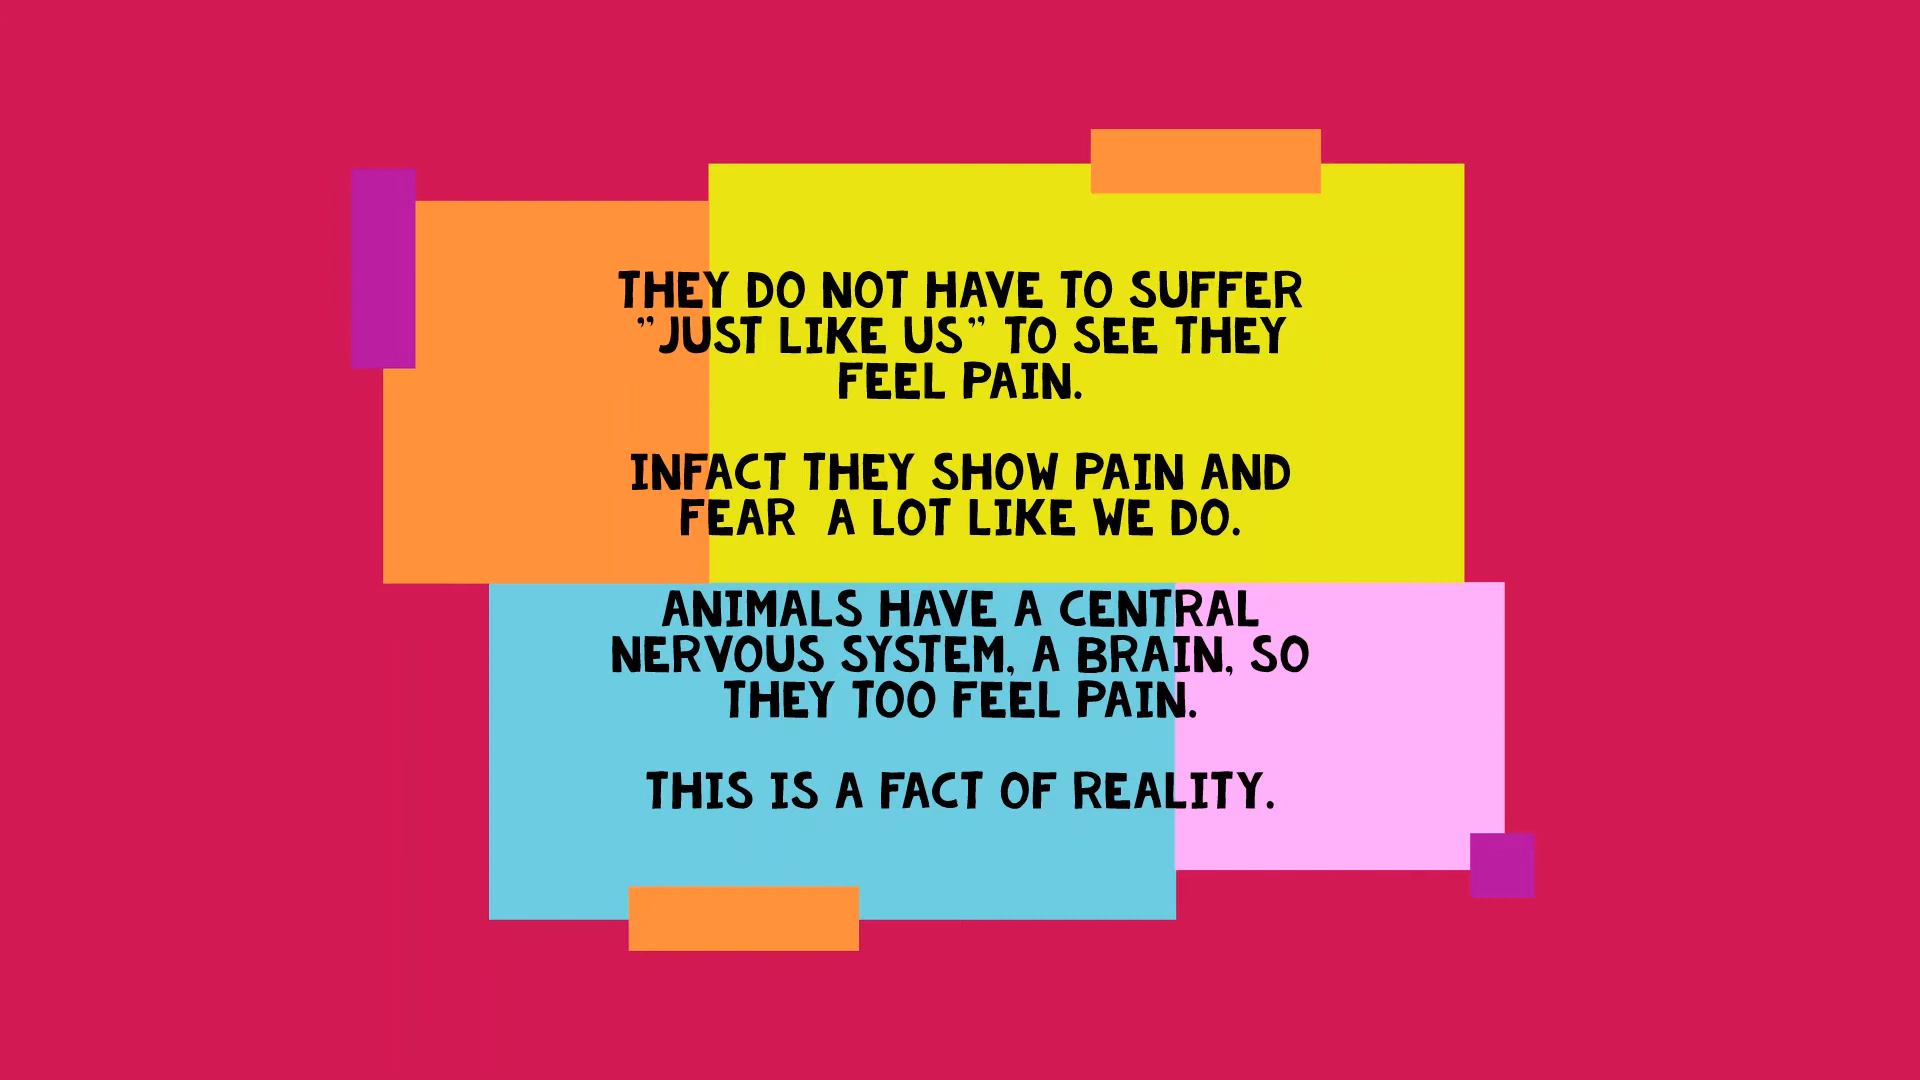 THEY DO NOT HAVE TO SUFFER
"JUST LIKE US" TO SEE THEY
FEEL PAIN.
INFACT THEY SHOW PAIN AND
FEAR A LOT LIKE WE DO.
ANIMALS HAVE A CENTRAL
NERVOUS SYSTEM, A BRAIN, SO
THEY TOO FEEL PAIN.
THIS IS A FACT OF REALITY.